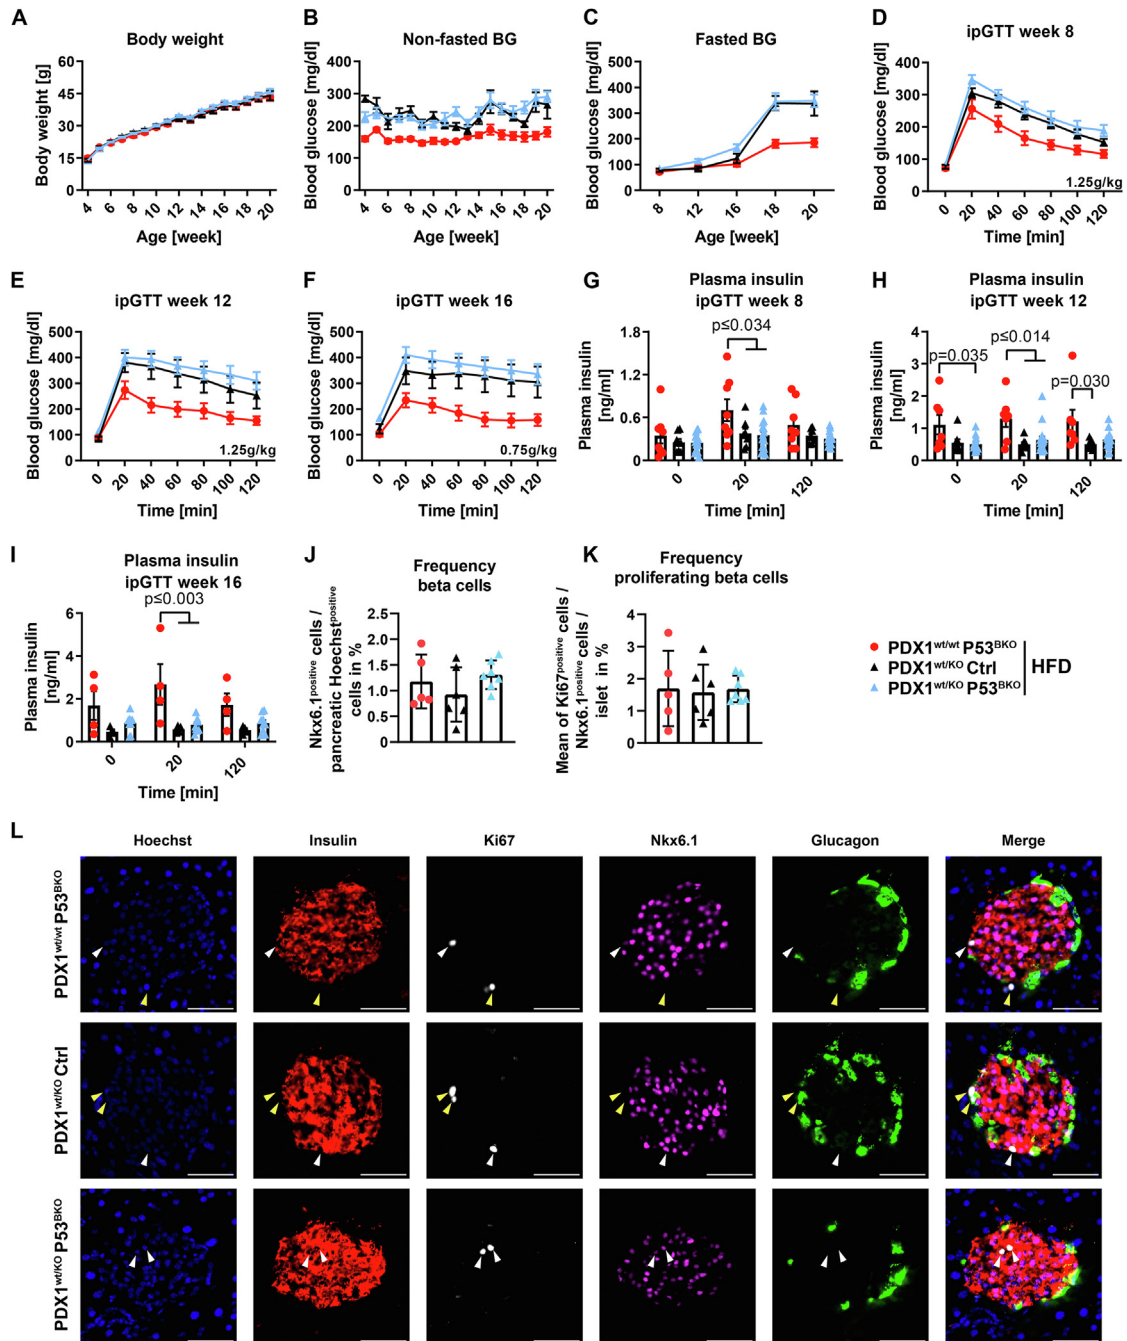 A
Body weight
Body weight [g]
60
45
30
15
0
4 6 8 10 12 14 16 18 20
Age [week]
B
Non-fasted BG
Blood glucose [mg/dl]
400
300
200
100
0
4 6 8 9 11 13 14 16 18 20
Age [week]
C
Fasted BG
Blood glucose [mg/dl]
500
400
300
200
100
0
8 12 16 18 20
Age [week]
D
ipGTT week 8
Blood glucose [mg/dl]
400
300
200
100
0
0 20 40 60 80 100 120
1.25g/kg
Time [min]
E
ipGTT week 12
Blood glucose [mg/dl]
500
400
300
200
100
0
0 20 40 60 80 100 120
1.25g/kg
Time [min]
F
ipGTT week 16
Blood glucose [mg/dl]
500
400
300
200
100
0
0 20 40 60 80 100 120
0.75g/kg
Time [min]
G
Plasma insulin
ipGTT week 8
p≤0.034
Plasma insulin
[ng/ml]
1.8
1.2
0.6
0.0
0 20 120
Time [min]
H
Plasma insulin
ipGTT week 12
p=0.035
p≤0.014
p=0.030
Plasma insulin
[ng/ml]
4
3
2
1
0
0 20 120
Time [min]
I
Plasma insulin
ipGTT week 16
p≤0.003
Plasma insulin
[ng/ml]
6
4
2
0
0 20 120
Time [min]
J
Frequency
beta cells
Nkx6.1positive cells /
pancreatic Hoechstpositive
cells in %
2.5
2.0
1.5
1.0
0.5
0.0
K
Frequency
proliferating beta cells
Mean of Ki67positive cells /
Nkx6.1positive cells /
islet in %
4
3
2
1
0
PDX1wt/wt P53BKO
PDX1wt/KO Ctrl
PDX1wt/KO P53BKO
HFD
L
Hoechst
Insulin
Ki67
Nkx6.1
Glucagon
Merge
PDX1wt/wt P53BKO
PDX1wt/KO Ctrl
PDX1wt/KO P53BKO